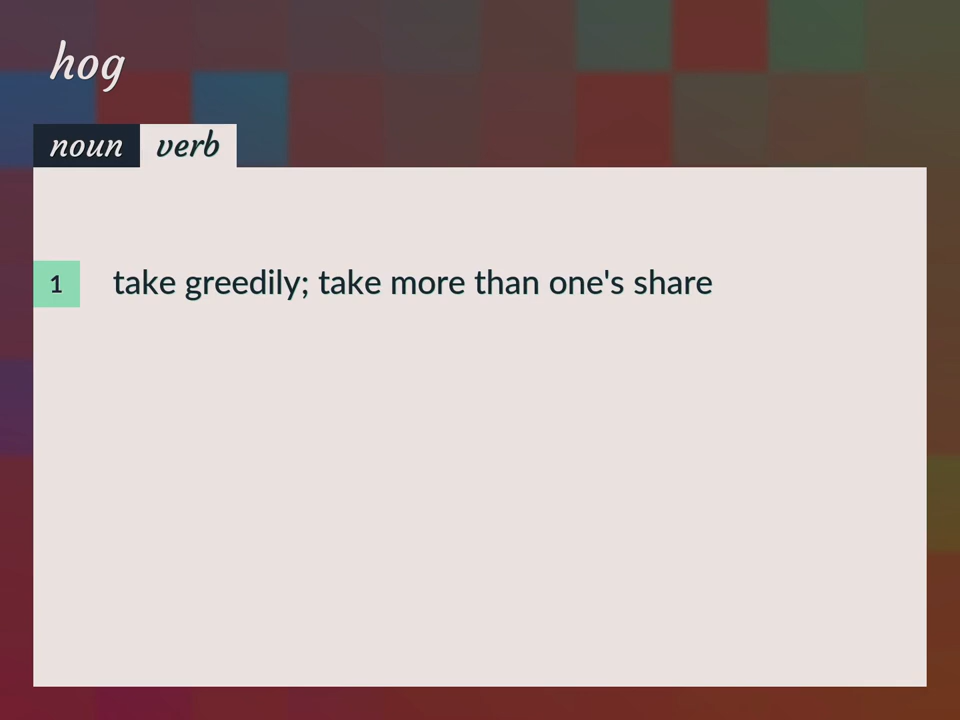 hog
noun verb
1 take greedily; take more than one's share